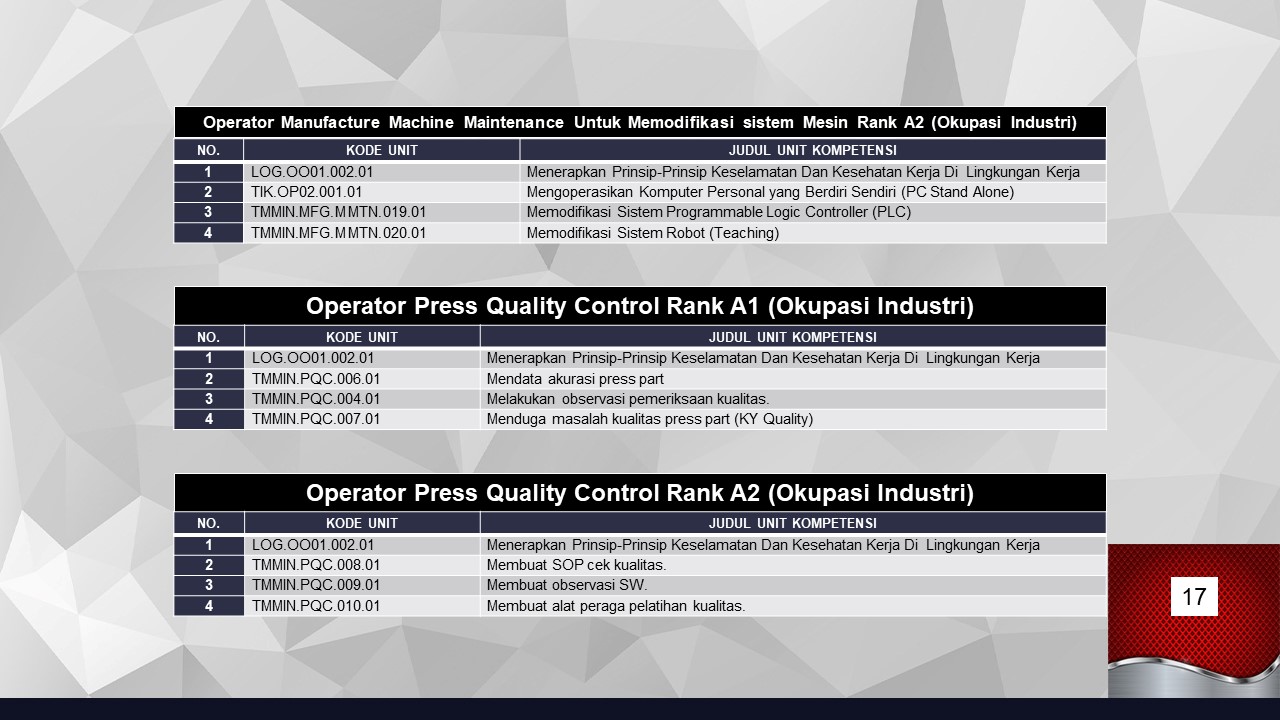 Operator Manufacture Machine Maintenance Untuk Memodifikasi sistem Mesin Rank A2 (Okupasi Industri)
NO. KODE UNIT JUDUL UNIT KOMPETENSI
1 LOG.OO01.002.01 Menerapkan Prinsip-Prinsip Keselamatan Dan Kesehatan Kerja Di Lingkungan Kerja
2 TIK.OP02.001.01 Mengoperasikan Komputer Personal yang Berdiri Sendiri (PC Stand Alone)
3 TMMIN.MFG.MMTN.019.01 Memodifikasi Sistem Programmable Logic Controller (PLC)
4 TMMIN.MFG.MMTN.020.01 Memodifikasi Sistem Robot (Teaching)
Operator Press Quality Control Rank A1 (Okupasi Industri)
NO. KODE UNIT JUDUL UNIT KOMPETENSI
1 LOG.OO01.002.01 Menerapkan Prinsip-Prinsip Keselamatan Dan Kesehatan Kerja Di Lingkungan Kerja
2 TMMIN.PQC.006.01 Mendata akurasi press part
3 TMMIN.PQC.004.01 Melakukan observasi pemeriksaan kualitas.
4 TMMIN.PQC.007.01 Menduga masalah kualitas press part (KY Quality)
Operator Press Quality Control Rank A2 (Okupasi Industri)
NO. KODE UNIT JUDUL UNIT KOMPETENSI
1 LOG.OO01.002.01 Menerapkan Prinsip-Prinsip Keselamatan Dan Kesehatan Kerja Di Lingkungan Kerja
2 TMMIN.PQC.008.01 Membuat SOP cek kualitas.
3 TMMIN.PQC.009.01 Membuat observasi SW.
4 TMMIN.PQC.010.01 Membuat alat peraga pelatihan kualitas.
17